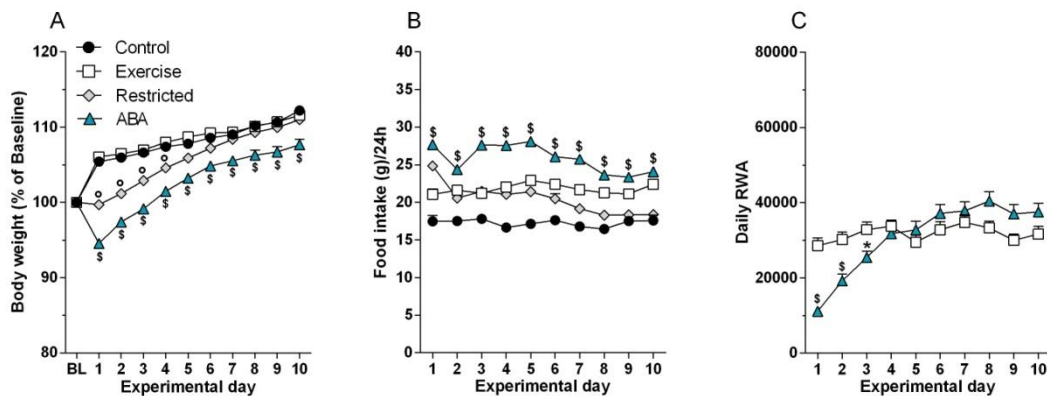 A
Body weight (% of Baseline)
120
110
100
90
80
Control
Exercise
Restricted
ABA
$
$
$
$
$
$
$
$
$
$
BL 1 2 3 4 5 6 7 8 9 10
Experimental day
B
Food intake (g)/24h
40
35
30
25
20
15
10
5
0
$
$
$
$
$
$
$
$
$
$
1 2 3 4 5 6 7 8 9 10
Experimental day
C
Daily RWA
80000
60000
40000
20000
0
$
$
*
1 2 3 4 5 6 7 8 9 10
Experimental day